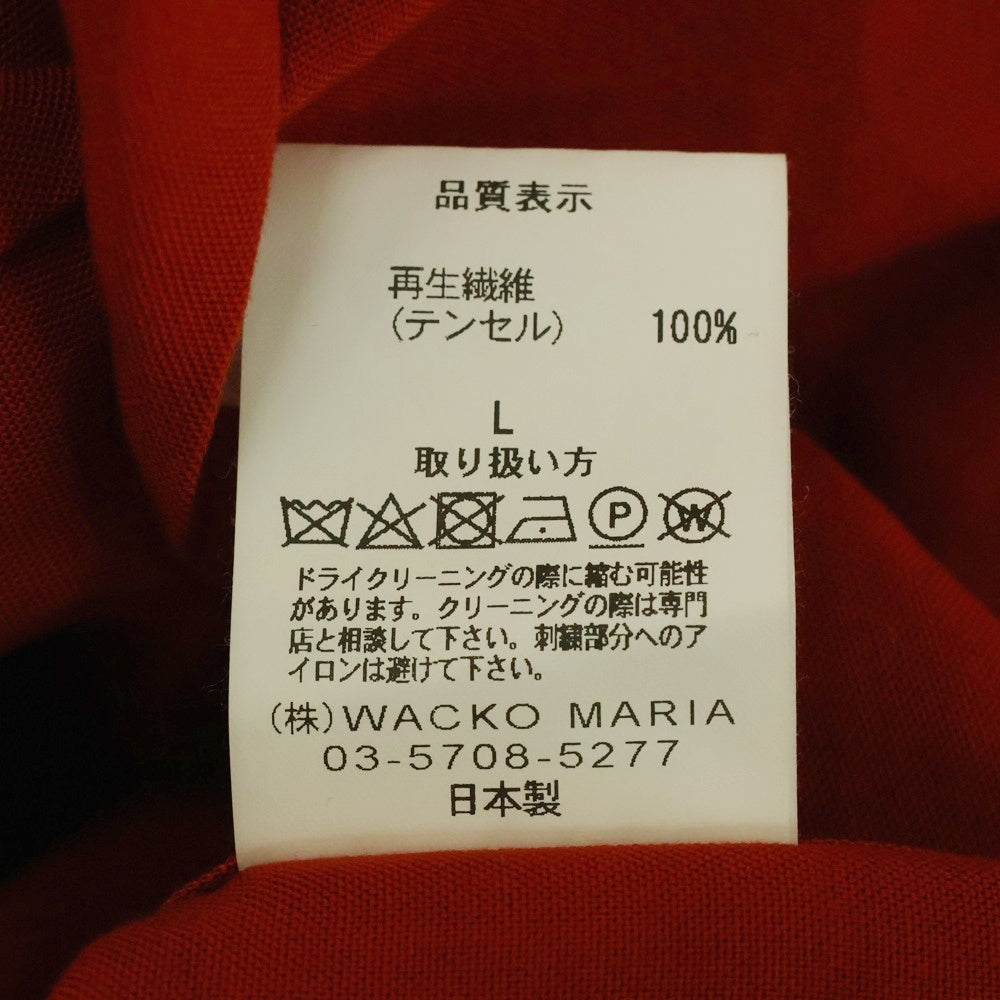 品質表示
再生繊維
(テンセル) 100%
L
取り扱い方
P W
ドライクリーニングの際に縮む可能性
があります。クリーニングの際は専門
店と相談して下さい。刺繍部分へのア
イロンは避けて下さい。
(株)WACKO MARIA
03-5708-5277
日本製